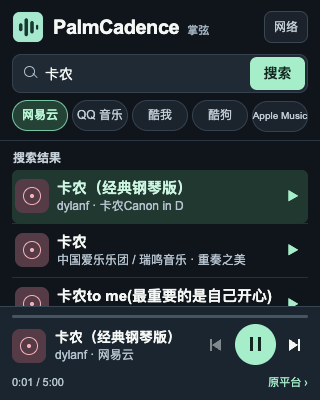 PalmCadence 掌弦
网络
卡农
搜索
网易云 QQ 音乐 酷我 酷狗 Apple Music
搜索结果
卡农（经典钢琴版）
dylanf · 卡农Canon in D
卡农
中国爱乐乐团 / 瑞鸣音乐 · 重奏之美
卡农to me(最重要的是自己开心)
卡农（经典钢琴版）
dylanf · 网易云
0:01 / 5:00
原平台 ›